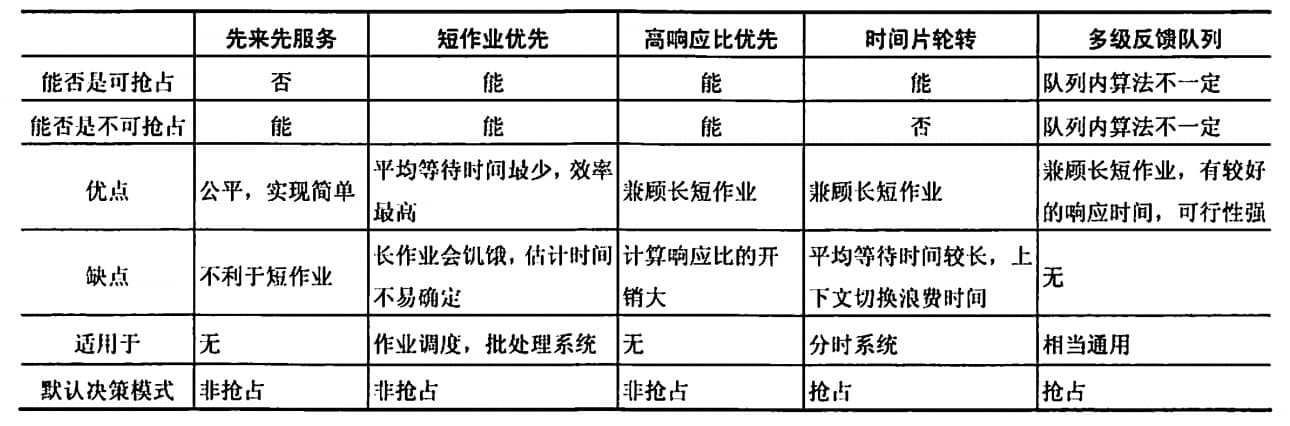 先来先服务 短作业优先 高响应比优先 时间片轮转 多级反馈队列
能否是可抢占 否 能 能 能 队列内算法不一定
能否是不可抢占 能 能 能 否 队列内算法不一定
优点 公平，实现简单 平均等待时间最少，效率最高 兼顾长短作业 兼顾长短作业 兼顾长短作业，有较好的响应时间，可行性强
缺点 不利于短作业 长作业会饥饿，估计时间不易确定 计算响应比的开销大 平均等待时间较长，上下文切换浪费时间 无
适用于 无 作业调度，批处理系统 无 分时系统 相当通用
默认决策模式 非抢占 非抢占 非抢占 抢占 抢占